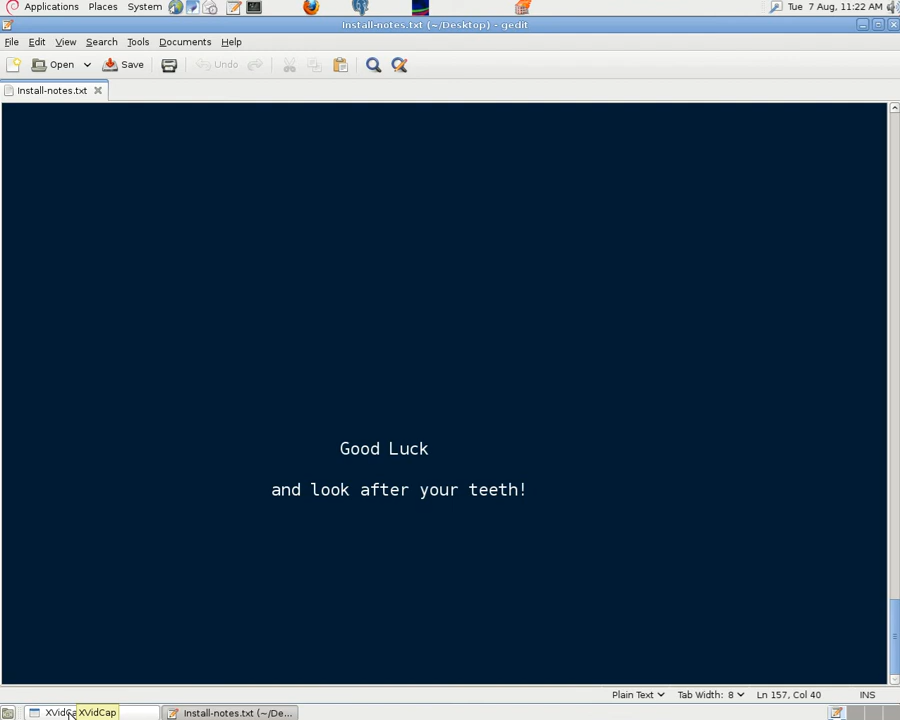 Applications Places System Tue 7 Aug, 11:22 AM
Install-notes.txt (~/Desktop) - gedit
File Edit View Search Tools Documents Help
Open Save Undo
Install-notes.txt
Good Luck
and look after your teeth!
Plain Text Tab Width: 8 Ln 157, Col 40 INS
XVidCa XVidCap Install-notes.txt (~/De...